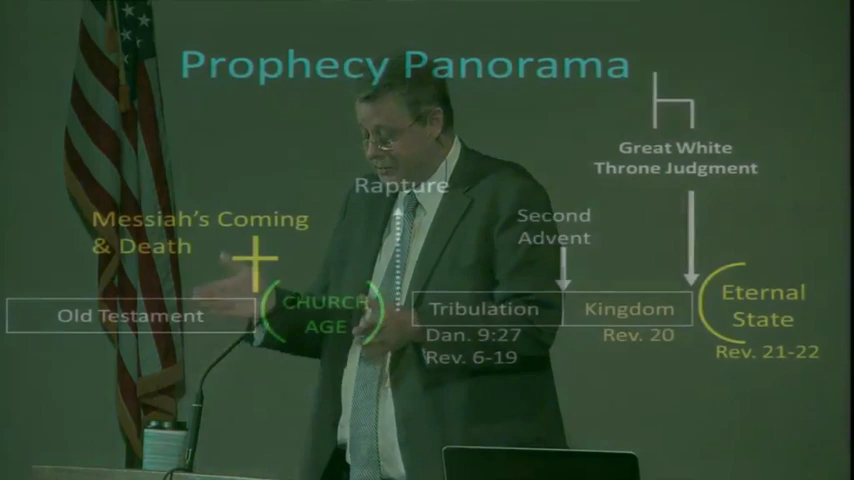 Prophecy Panorama
Great White
Throne Judgment
Rapture
Messiah's Coming
& Death
Second
Advent
Old Testament
CHURCH
AGE
Tribulation
Dan. 9:27
Rev. 6-19
Kingdom
Rev. 20
Eternal
State
Rev. 21-22